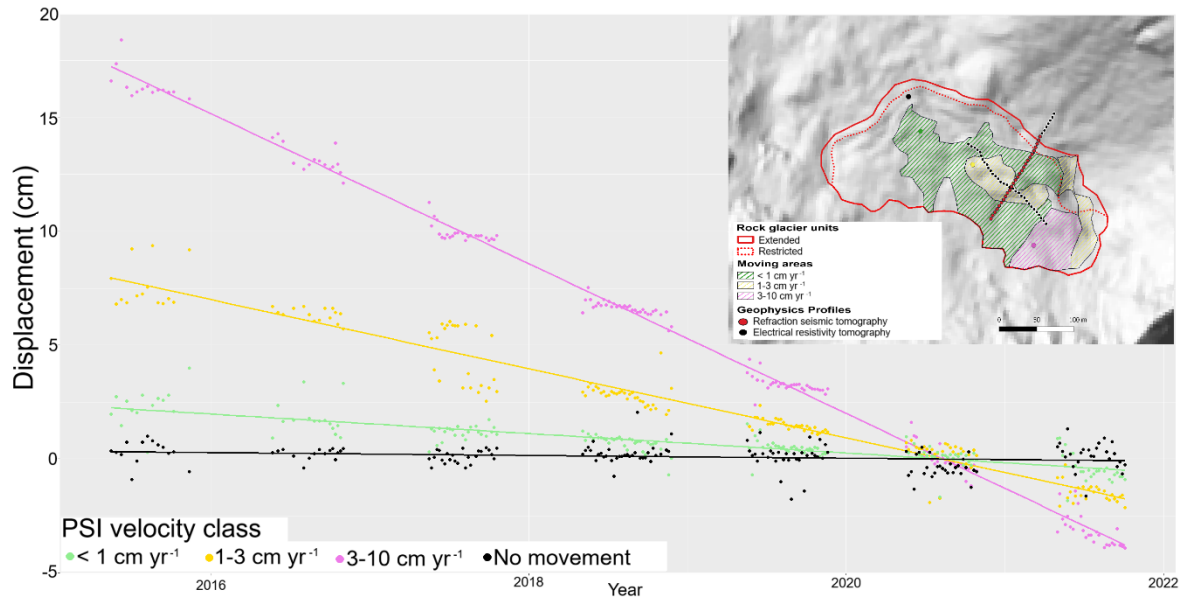 20
15
10
5
0
-5
Displacement (cm)
2016
2018
2020
2022
Year
PSI velocity class
< 1 cm yr⁻¹
1-3 cm yr⁻¹
3-10 cm yr⁻¹
No movement
Rock glacier units
Extended
Restricted
Moving areas
< 1 cm yr⁻¹
1-3 cm yr⁻¹
3-10 cm yr⁻¹
Geophysics Profiles
Refraction seismic tomography
Electrical resistivity tomography
0 50 100 m